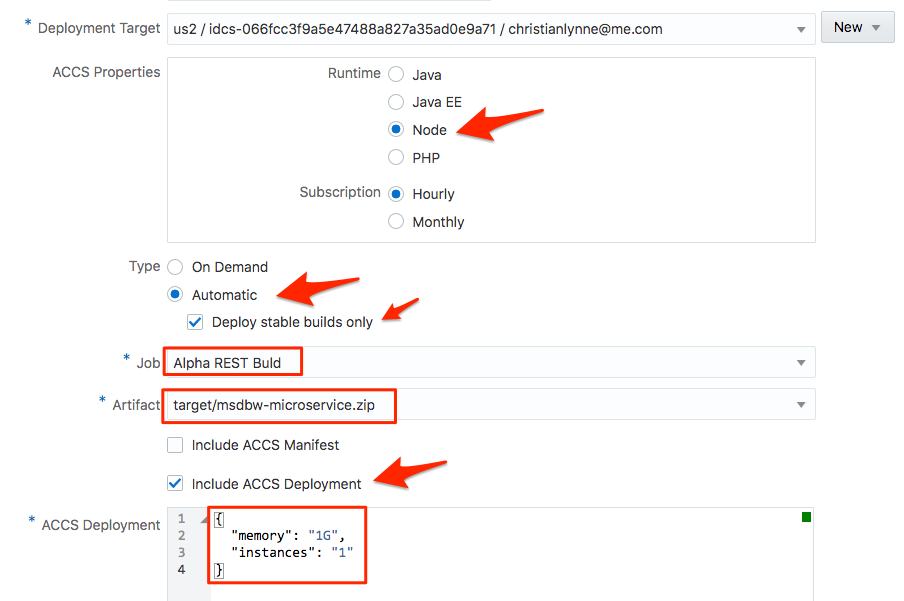 * Deployment Target us2 / idcs-066fcc3f9a5e47488a827a35ad0e9a71 / christianlynne@me.com New
ACCS Properties Runtime Java
Java EE
Node
PHP
Subscription Hourly
Monthly
Type On Demand
Automatic
Deploy stable builds only
* Job Alpha REST Buld
* Artifact target/msdbw-microservice.zip
Include ACCS Manifest
Include ACCS Deployment
* ACCS Deployment 1 {
2 "memory": "1G",
3 "instances": "1"
4 }